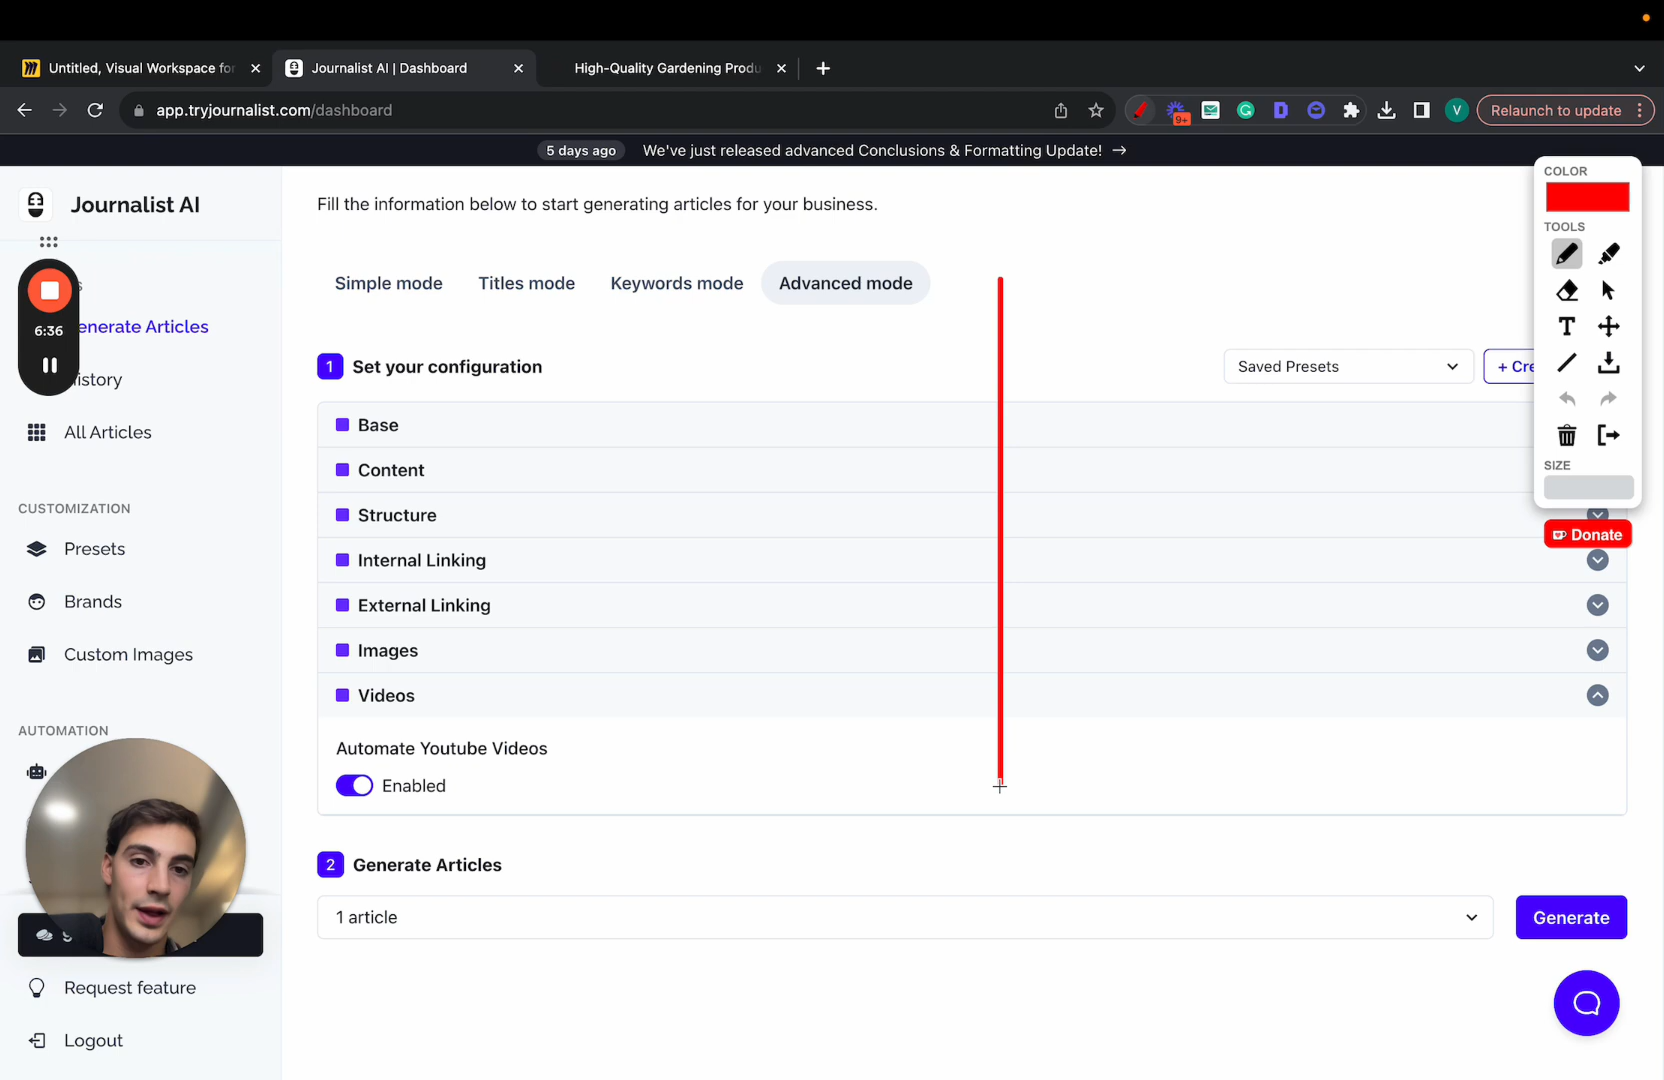 Untitled, Visual Workspace for
Journalist AI | Dashboard
High-Quality Gardening Produ
app.tryjournalist.com/dashboard
9+
V
Relaunch to update
5 days ago
We've just released advanced Conclusions & Formatting Update! →
Journalist AI
6:36
enerate Articles
istory
All Articles
CUSTOMIZATION
Presets
Brands
Custom Images
AUTOMATION
Request feature
Logout
Fill the information below to start generating articles for your business.
Simple mode
Titles mode
Keywords mode
Advanced mode
1 Set your configuration
Saved Presets
+ Cre
Base
Content
Structure
Internal Linking
External Linking
Images
Videos
Automate Youtube Videos
Enabled
2 Generate Articles
1 article
Generate
COLOR
TOOLS
T
SIZE
Donate